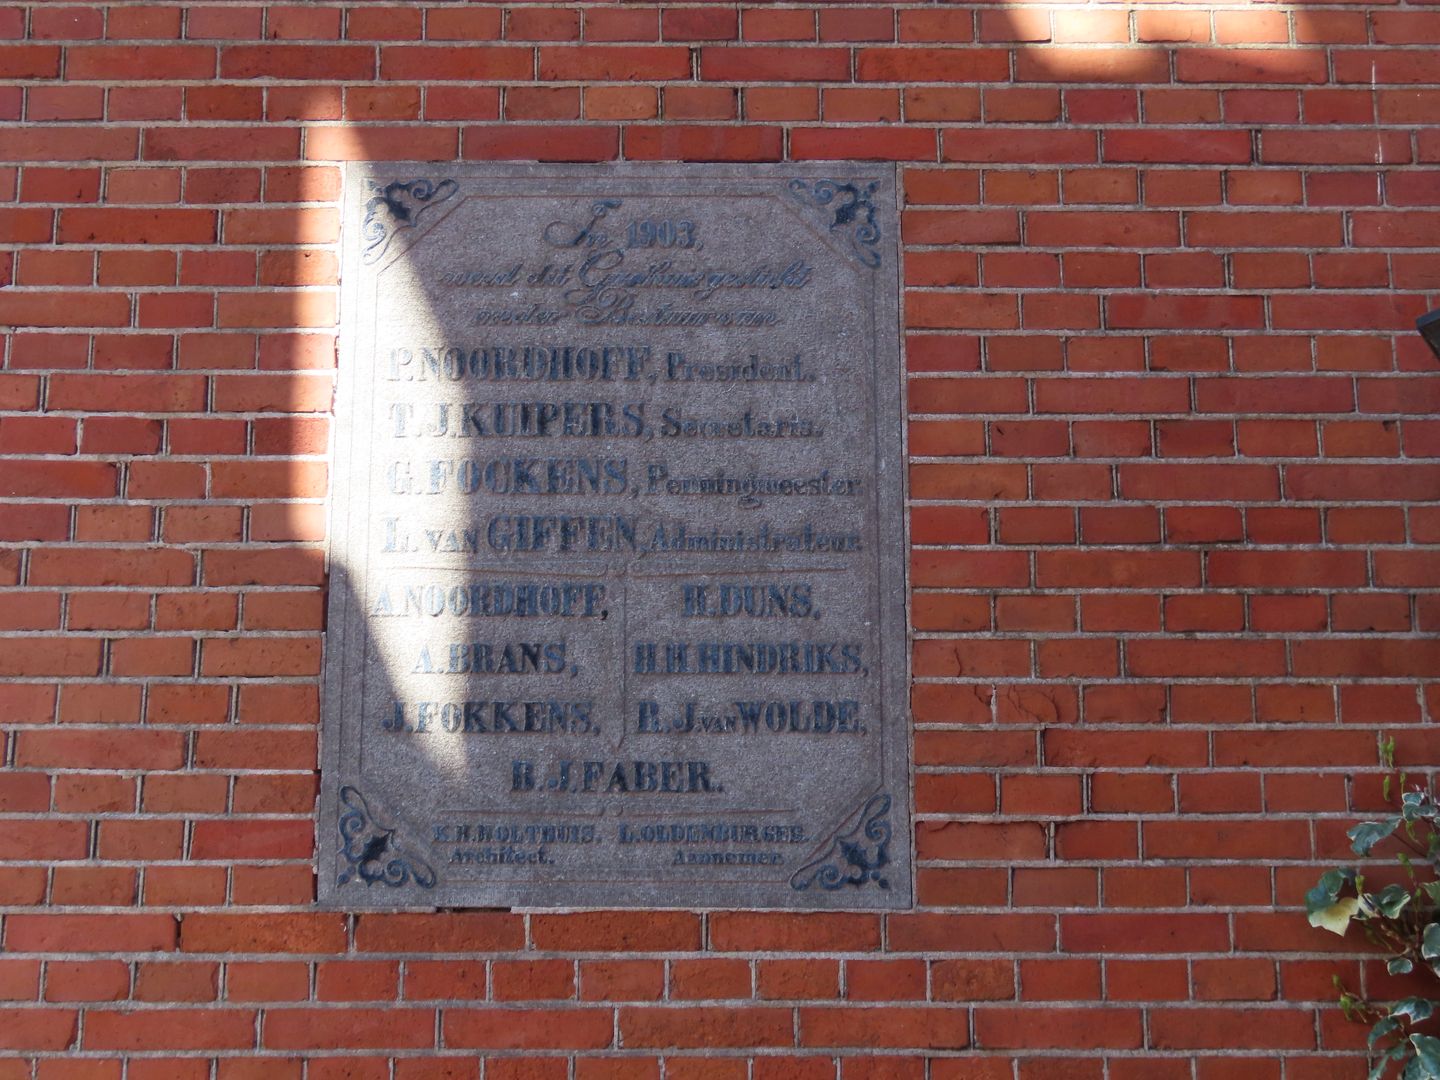 In 1903,
werd dit Gasthuis gesticht
onder Bestuur van
P. NOORDHOFF, President.
T.J. KUIPERS, Secretaris.
G. FOCKENS, Penningmeester.
L. VAN GIFFEN, Administrateur.
A. NOORDHOFF, H. DUNS,
A. BRANS, H.H. HINDRIKS,
J. FOKKENS, R.J. VAN WOLDE,
R.J. FABER.
K.H. HOLTHUIS. L. OLDENBURGER.
Architect. Aannemer.